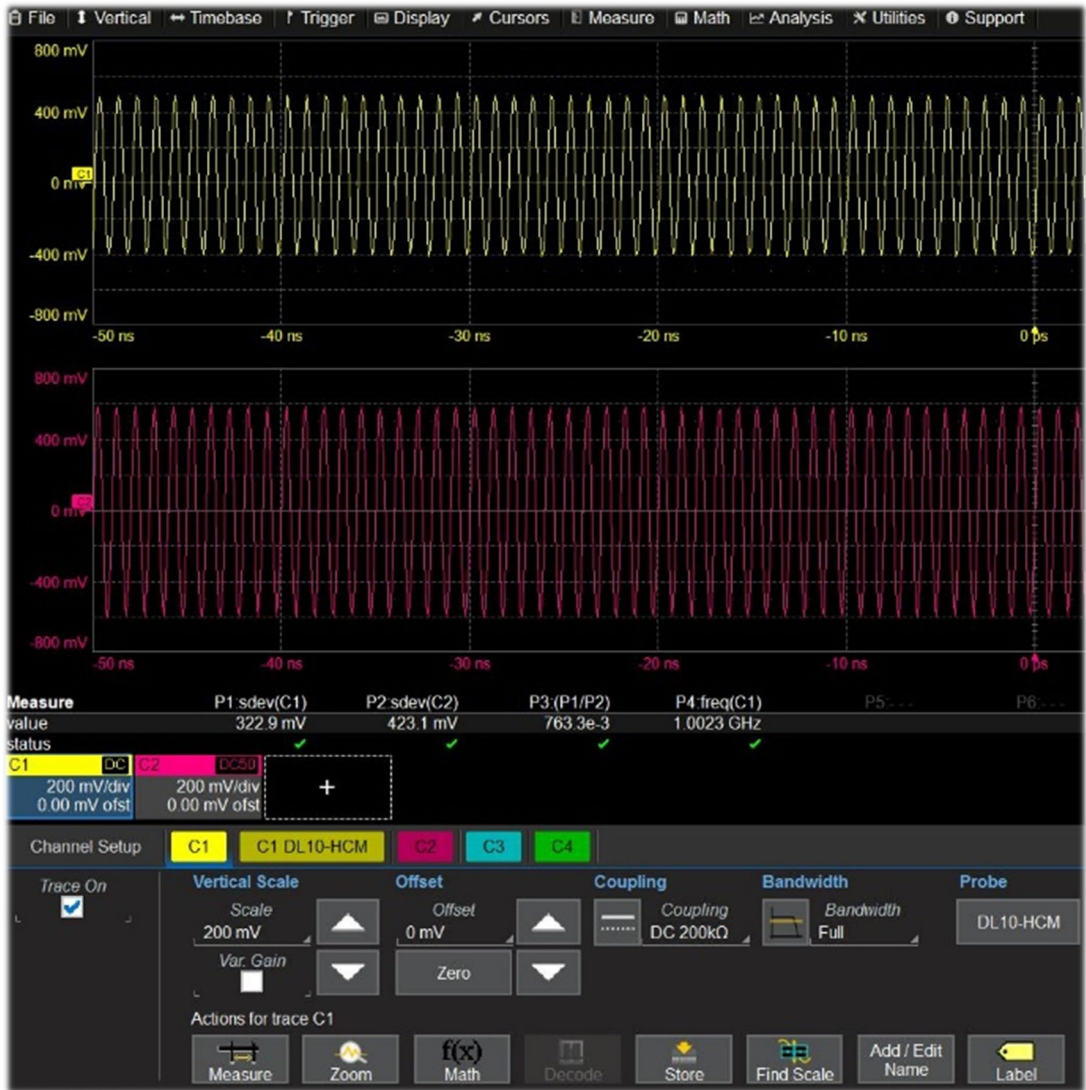 File Vertical Timebase Trigger Display Cursors Measure Math Analysis Utilities Support
800 mV
400 mV
C1
0 mV
-400 mV
-800 mV
-50 ns -40 ns -30 ns -20 ns -10 ns 0 ps
800 mV
400 mV
C2
0 mV
-400 mV
-800 mV
-50 ns -40 ns -30 ns -20 ns -10 ns 0 ps
Measure P1:sdev(C1) P2:sdev(C2) P3:(P1/P2) P4:freq(C1) P5:- - - P6:- - -
value 322.9 mV 423.1 mV 763.3e-3 1.0023 GHz
status
C1 DC C2 DC50
200 mV/div 200 mV/div +
0.00 mV ofst 0.00 mV ofst
Channel Setup C1 C1 DL10-HCM C2 C3 C4
Trace On Vertical Scale Offset Coupling Bandwidth Probe
Scale Offset Coupling Bandwidth DL10-HCM
200 mV 0 mV DC 200kΩ Full
Var. Gain Zero
Actions for trace C1
f(x) Add / Edit
Measure Zoom Math Decode Store Find Scale Name Label